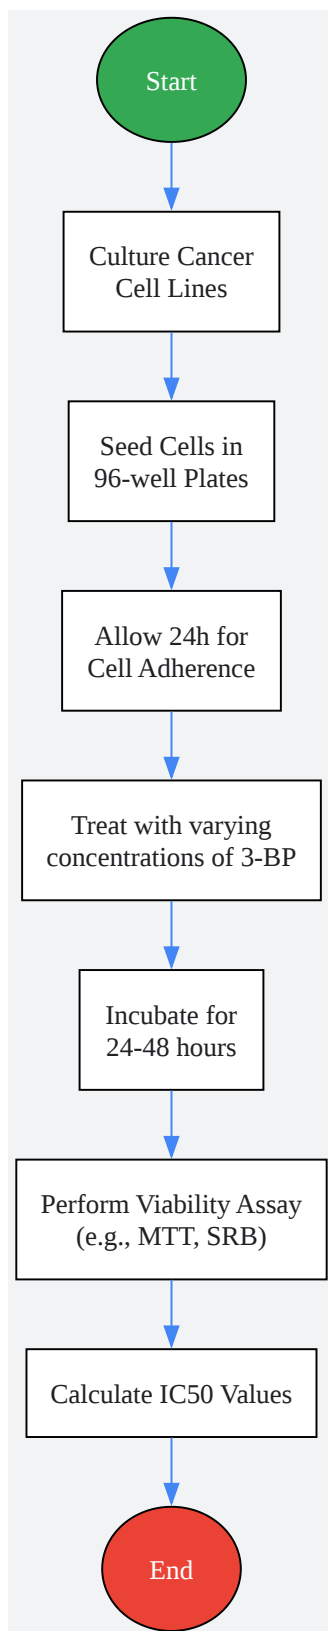 Start
Culture Cancer
Cell Lines
Seed Cells in
96-well Plates
Allow 24h for
Cell Adherence
Treat with varying
concentrations of 3-BP
Incubate for
24-48 hours
Perform Viability Assay
(e.g., MTT, SRB)
Calculate IC50 Values
End